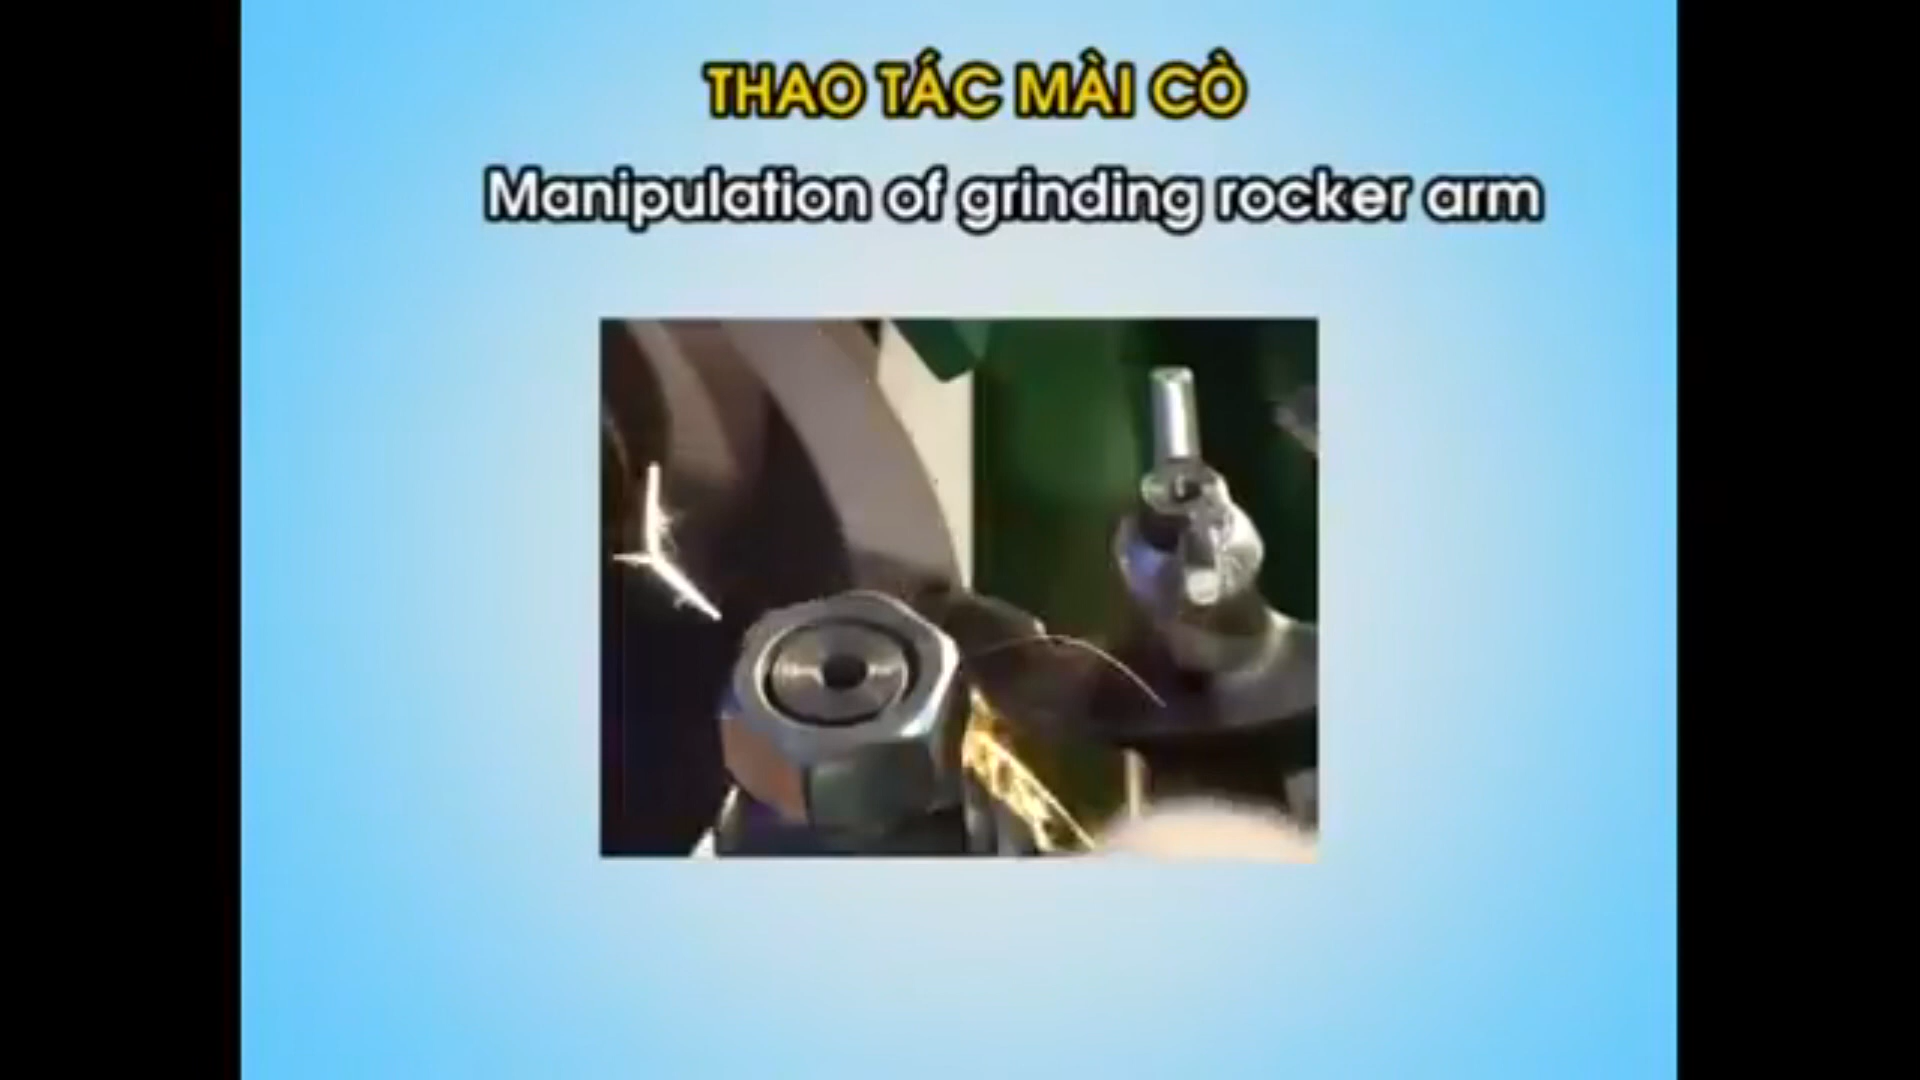 THAO TÁC MÀI CÒ
Manipulation of grinding rocker arm